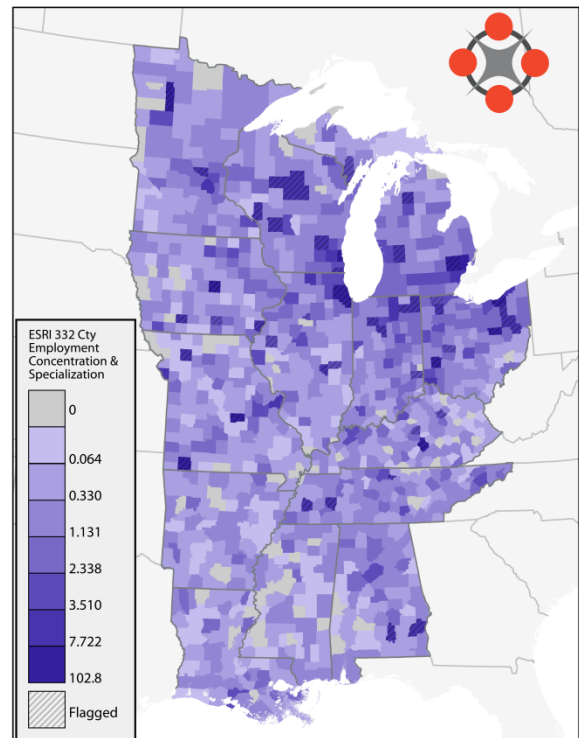 ESRI 332 Cty
Employment
Concentration &
Specialization
0
0.064
0.330
1.131
2.338
3.510
7.722
102.8
Flagged